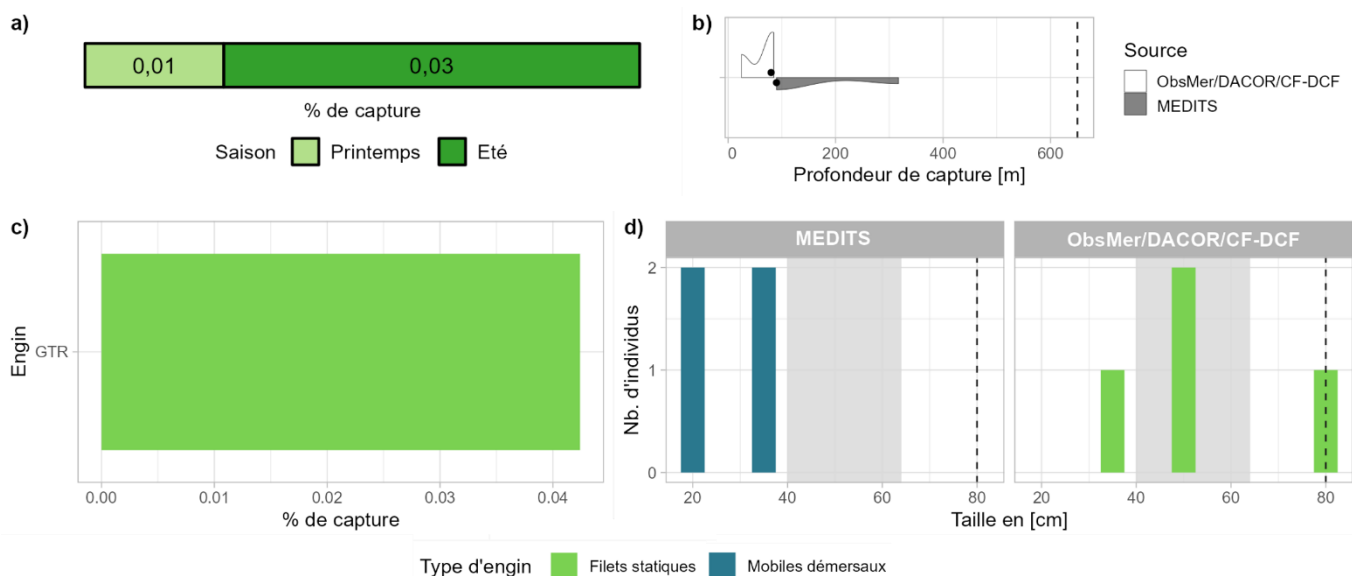 a)
0,01 0,03
% de capture
Saison Printemps Eté
b)
0 200 400 600
Profondeur de capture [m]
Source
ObsMer/DACOR/CF-DCF
MEDITS
c)
Engin
GTR
0.00 0.01 0.02 0.03 0.04
% de capture
d)
MEDITS ObsMer/DACOR/CF-DCF
Nb. d'individus
2
1
0
20 40 60 80 20 40 60 80
Taille en [cm]
Type d'engin Filets statiques Mobiles démersaux